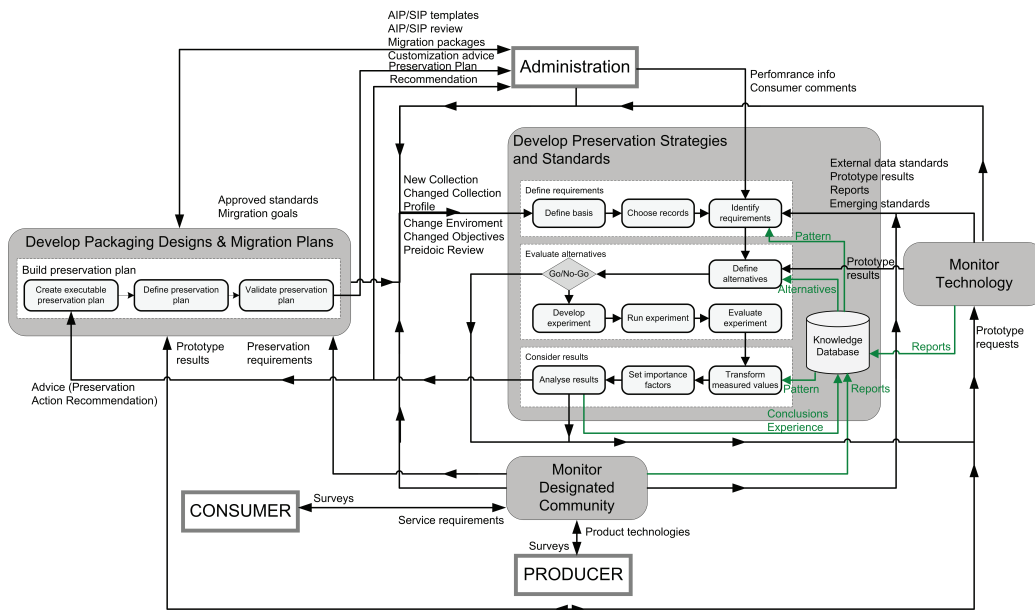 AIP/SIP templates
AIP/SIP review
Migration packages
Customization advice
Preservation Plan
Recommendation
Administration
Perfomrance info
Consumer comments
Develop Preservation Strategies
and Standards
External data standards
Prototype results
Reports
Emerging standards
New Collection
Changed Collection
Profile
Change Enviroment
Changed Objectives
Preidoic Review
Define requirements
Define basis
Choose records
Identify
requirements
Pattern
Approved standards
Mirgration goals
Develop Packaging Designs & Migration Plans
Build preservation plan
Create executable
preservation plan
Define preservation
plan
Validate preservation
plan
Evaluate alternatives
Go/No-Go
Define
alternatives
Alternatives
Prototype
results
Monitor
Technology
Develop
experiment
Run experiment
Evaluate
experiment
Knowledge
Database
Reports
Prototype
requests
Prototype
results
Preservation
requirements
Consider results
Analyse results
Set importance
factors
Transform
measured values
Pattern
Reports
Advice (Preservation
Action Recommendation)
Conclusions
Experience
Monitor
Designated
Community
CONSUMER
Surveys
Service requirements
Product technologies
Surveys
PRODUCER